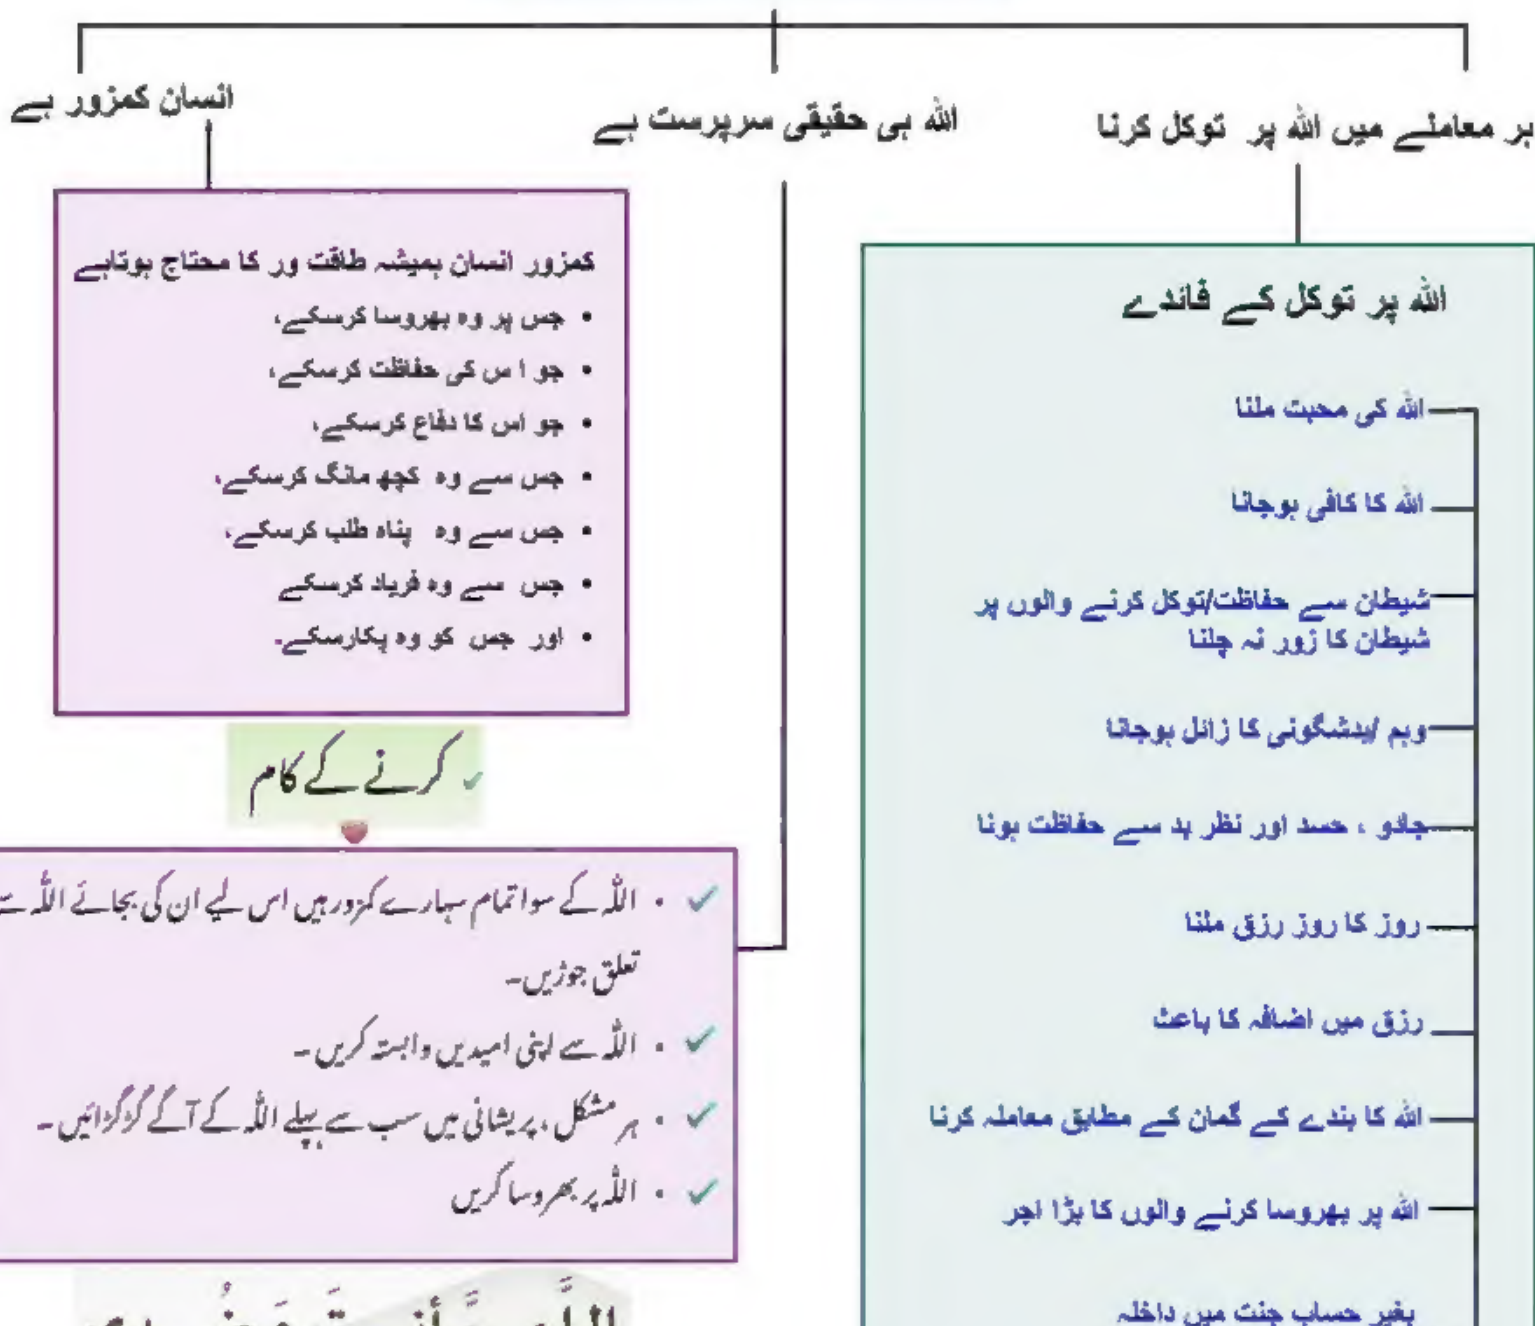 ہر معاملے میں اللہ پر توکل کرنا
اللہ ہی حقیقی سرپرست ہے
انسان کمزور ہے
اللہ پر توکل کے فائدے
اللہ کی محبت ملنا
اللہ کا کافی ہوجانا
شیطان سے حفاظت/توکل کرنے والوں پر
شیطان کا زور نہ چلنا
وہم /بدشگونی کا زائل ہوجانا
جادو ، حسد اور نظر بد سے حفاظت ہونا
روز کا روز رزق ملنا
رزق میں اضافہ کا باعث
اللہ کا بندے کے گمان کے مطابق معاملہ کرنا
اللہ پر بھروسا کرنے والوں کا بڑا اجر
بغیر حساب جنت میں داخلہ
کمزور انسان ہمیشہ طاقت ور کا محتاج ہوتاہے
• جس پر وہ بھروسا کرسکے،
• جو ا س کی حفاظت کرسکے،
• جو اس کا دفاع کرسکے،
• جس سے وہ کچھ مانگ کرسکے،
• جس سے وہ پناہ طلب کرسکے،
• جس سے وہ فریاد کرسکے
• اور جس کو وہ پکارسکے۔
✓ کرنے کے کام
✓ • اللہ کے سوا تمام سہارے کمزور ہیں اس لیے ان کی بجائے اللہ سے
تعلق جوڑیں۔
✓ • اللہ سے اپنی امیدیں وابستہ کریں۔
✓ • ہر مشکل ، پریشانی میں سب سے پہلے اللہ کے آگے گڑگڑائیں۔
✓ • اللہ پر بھروسا کریں